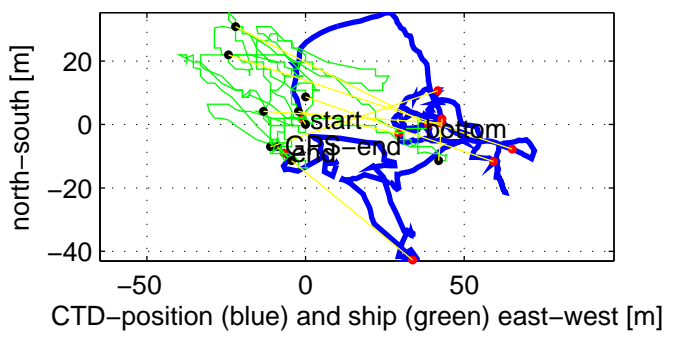 north−south [m]
20
0
−20
−40
start
bottom
GPS−end
end
−50
0
50
CTD−position (blue) and ship (green) east−west [m]